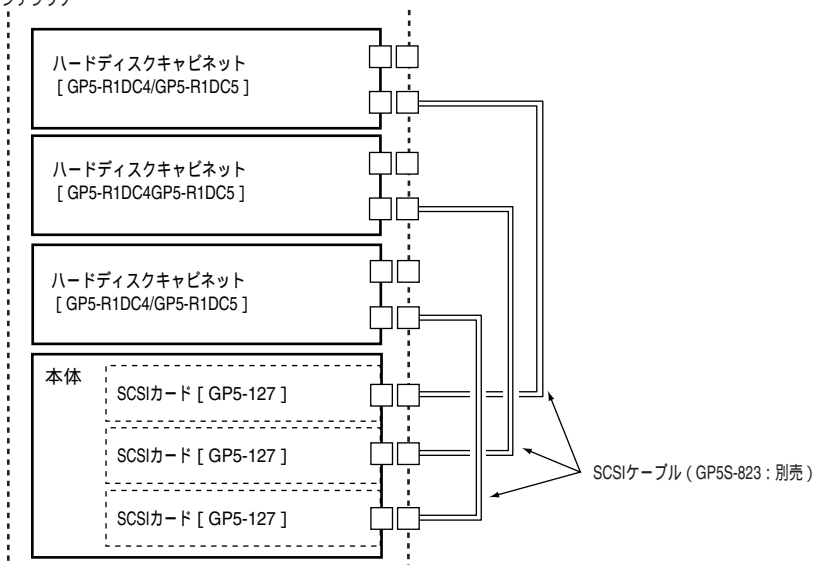 ハードディスクキャビネット
[ GP5-R1DC4/GP5-R1DC5 ]
ハードディスクキャビネット
[ GP5-R1DC4GP5-R1DC5 ]
ハードディスクキャビネット
[ GP5-R1DC4/GP5-R1DC5 ]
本体
SCSIカード [ GP5-127 ]
SCSIカード [ GP5-127 ]
SCSIカード [ GP5-127 ]
SCSIケーブル ( GP5S-823 : 別売 )